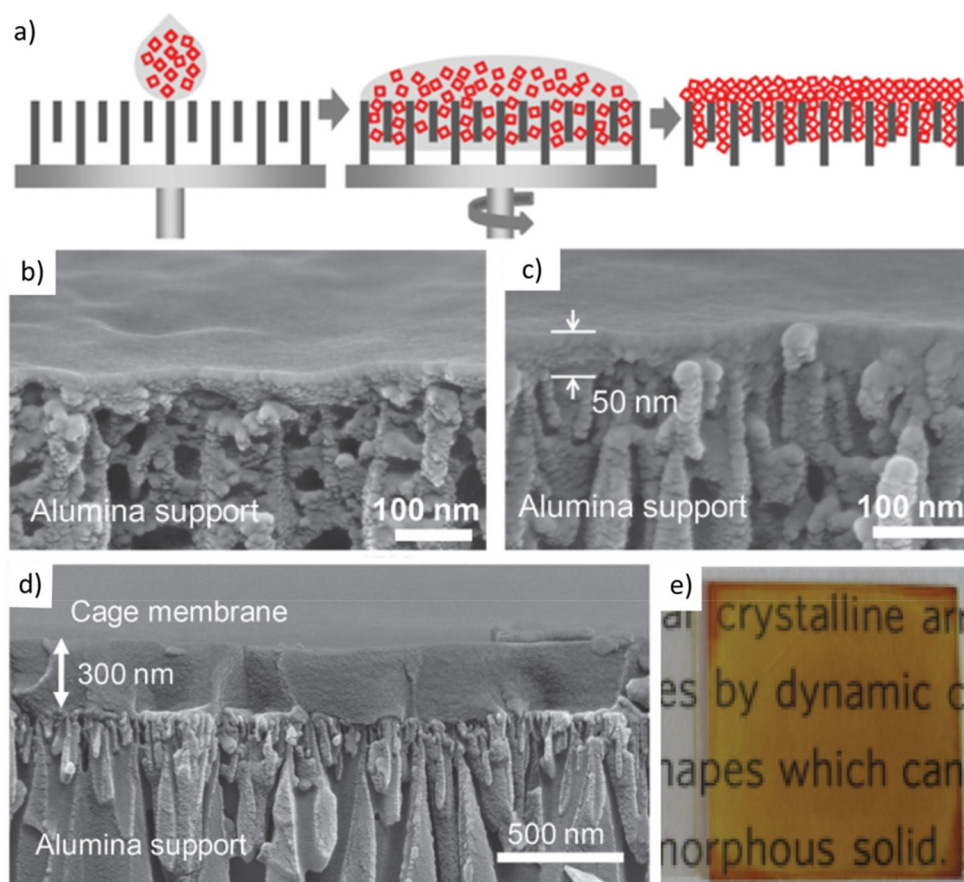 a)
b)
Alumina support
100 nm
c)
50 nm
Alumina support
100 nm
d)
Cage membrane
300 nm
Alumina support
500 nm
e)
crystalline
es by dynamic
which can
morphous solid.